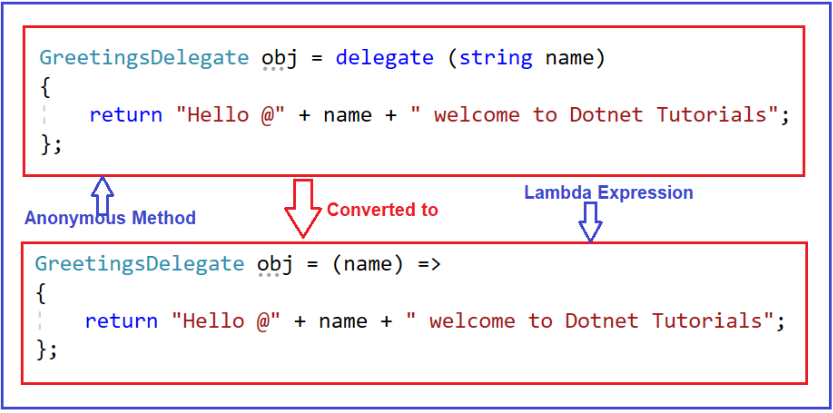 GreetingsDelegate obj = delegate (string name)
{
return "Hello @" + name + " welcome to Dotnet Tutorials";
};
Anonymous Method
Converted to
Lambda Expression
GreetingsDelegate obj = (name) =>
{
return "Hello @" + name + " welcome to Dotnet Tutorials";
};